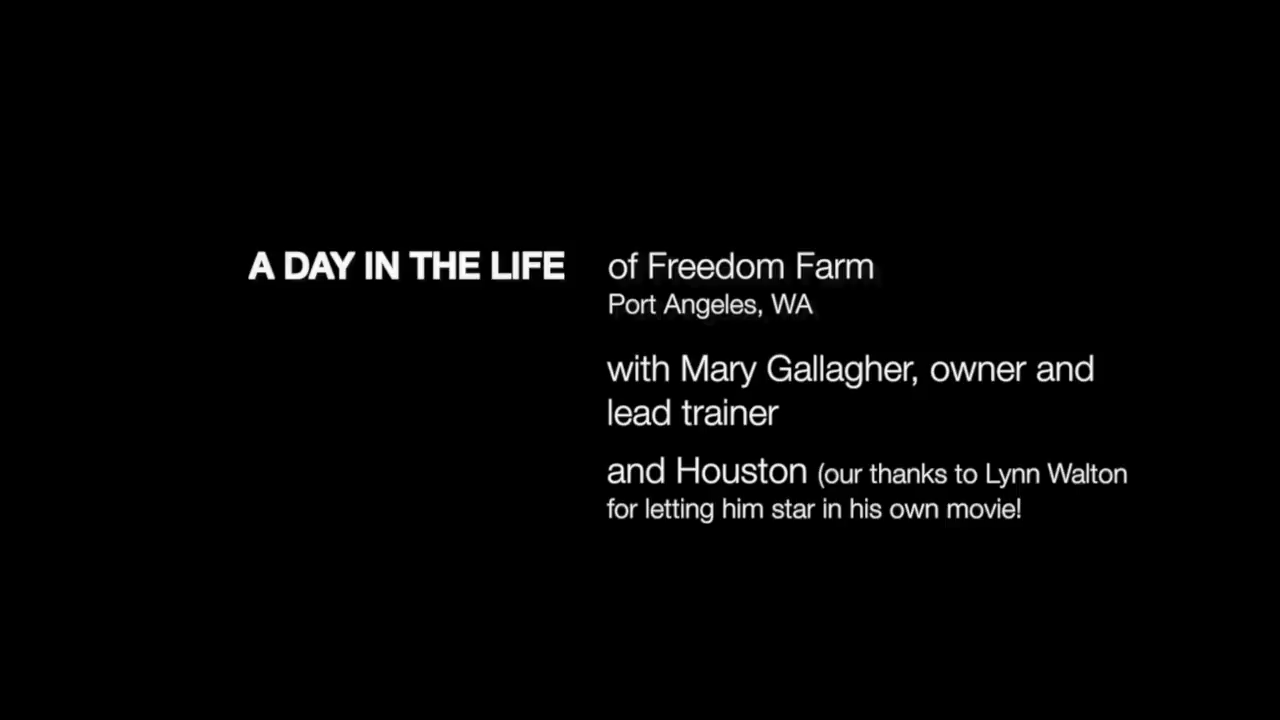 A DAY IN THE LIFE of Freedom Farm
Port Angeles, WA
with Mary Gallagher, owner and
lead trainer
and Houston (our thanks to Lynn Walton
for letting him star in his own movie!